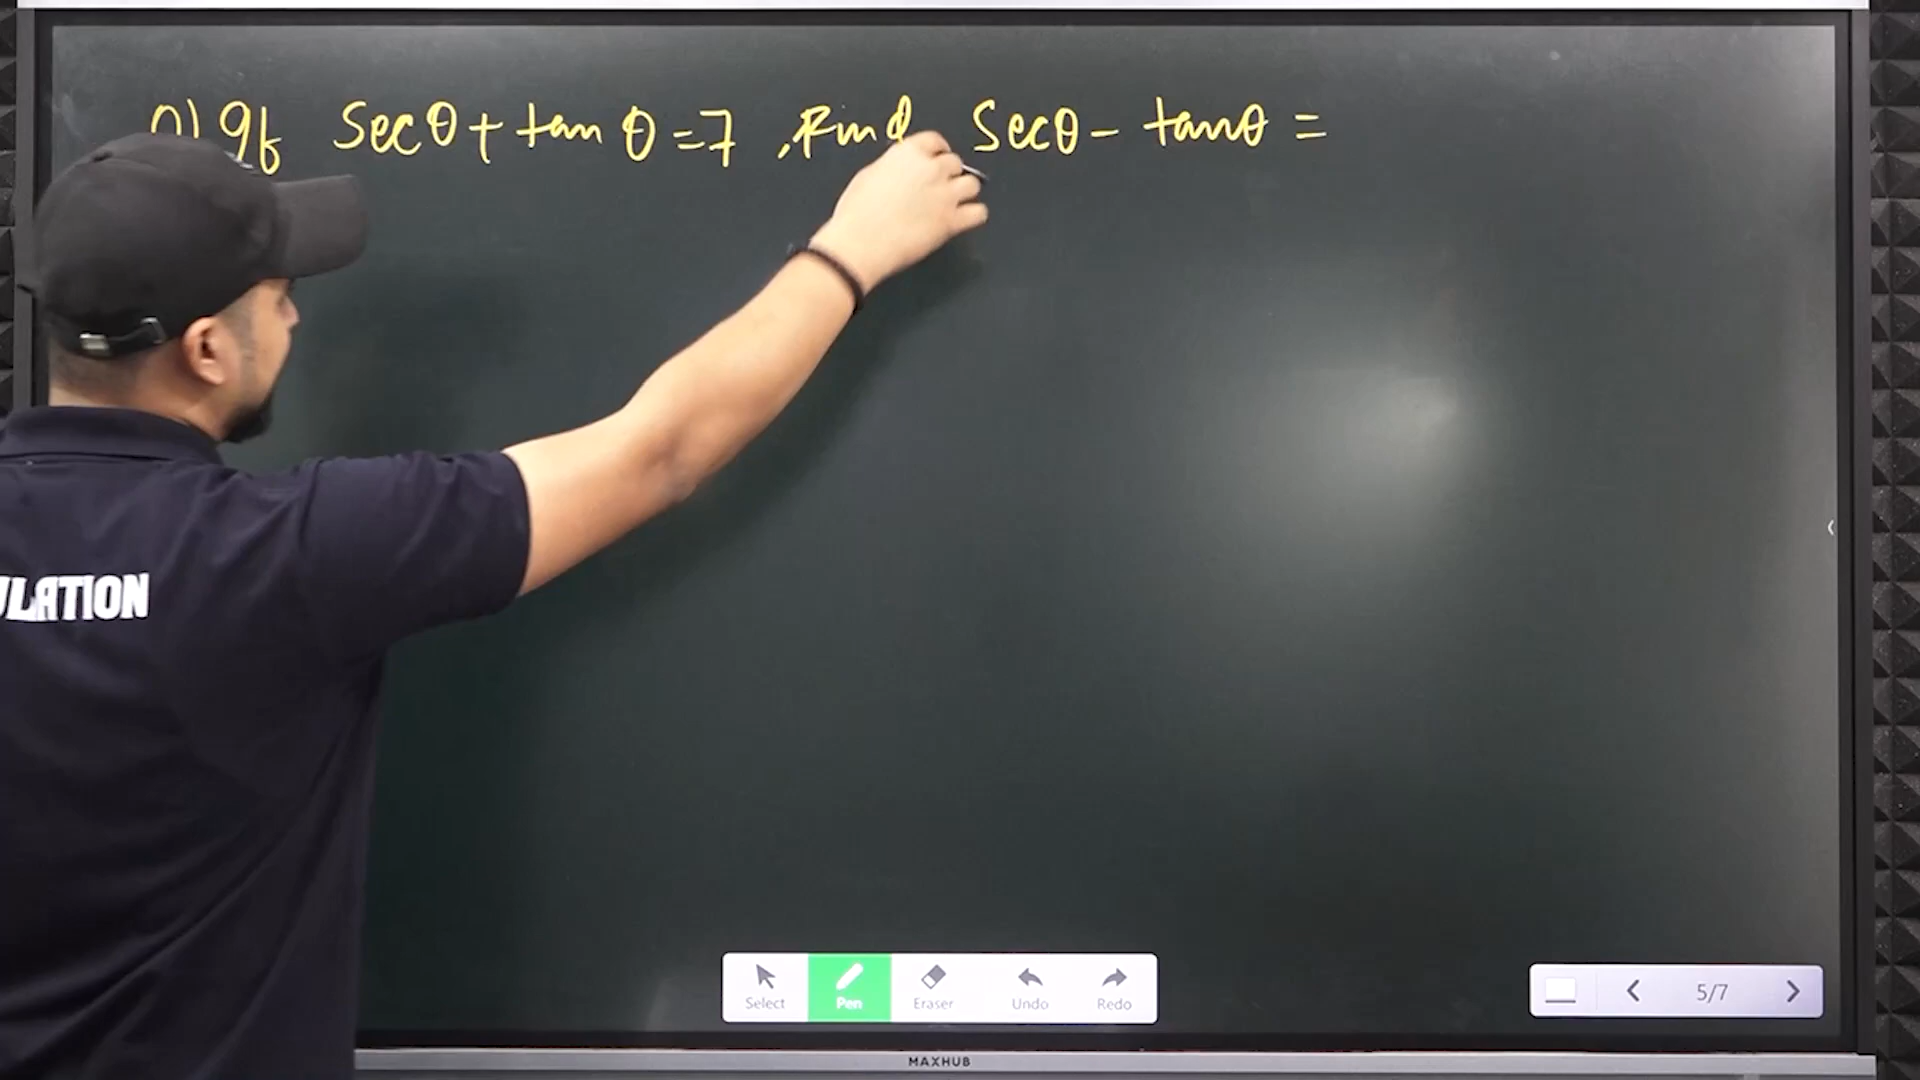 If secθ + tan θ = 7 , Find secθ - tanθ =
ULATION
Select Pen Eraser Undo Redo
5/7
MAXHUB